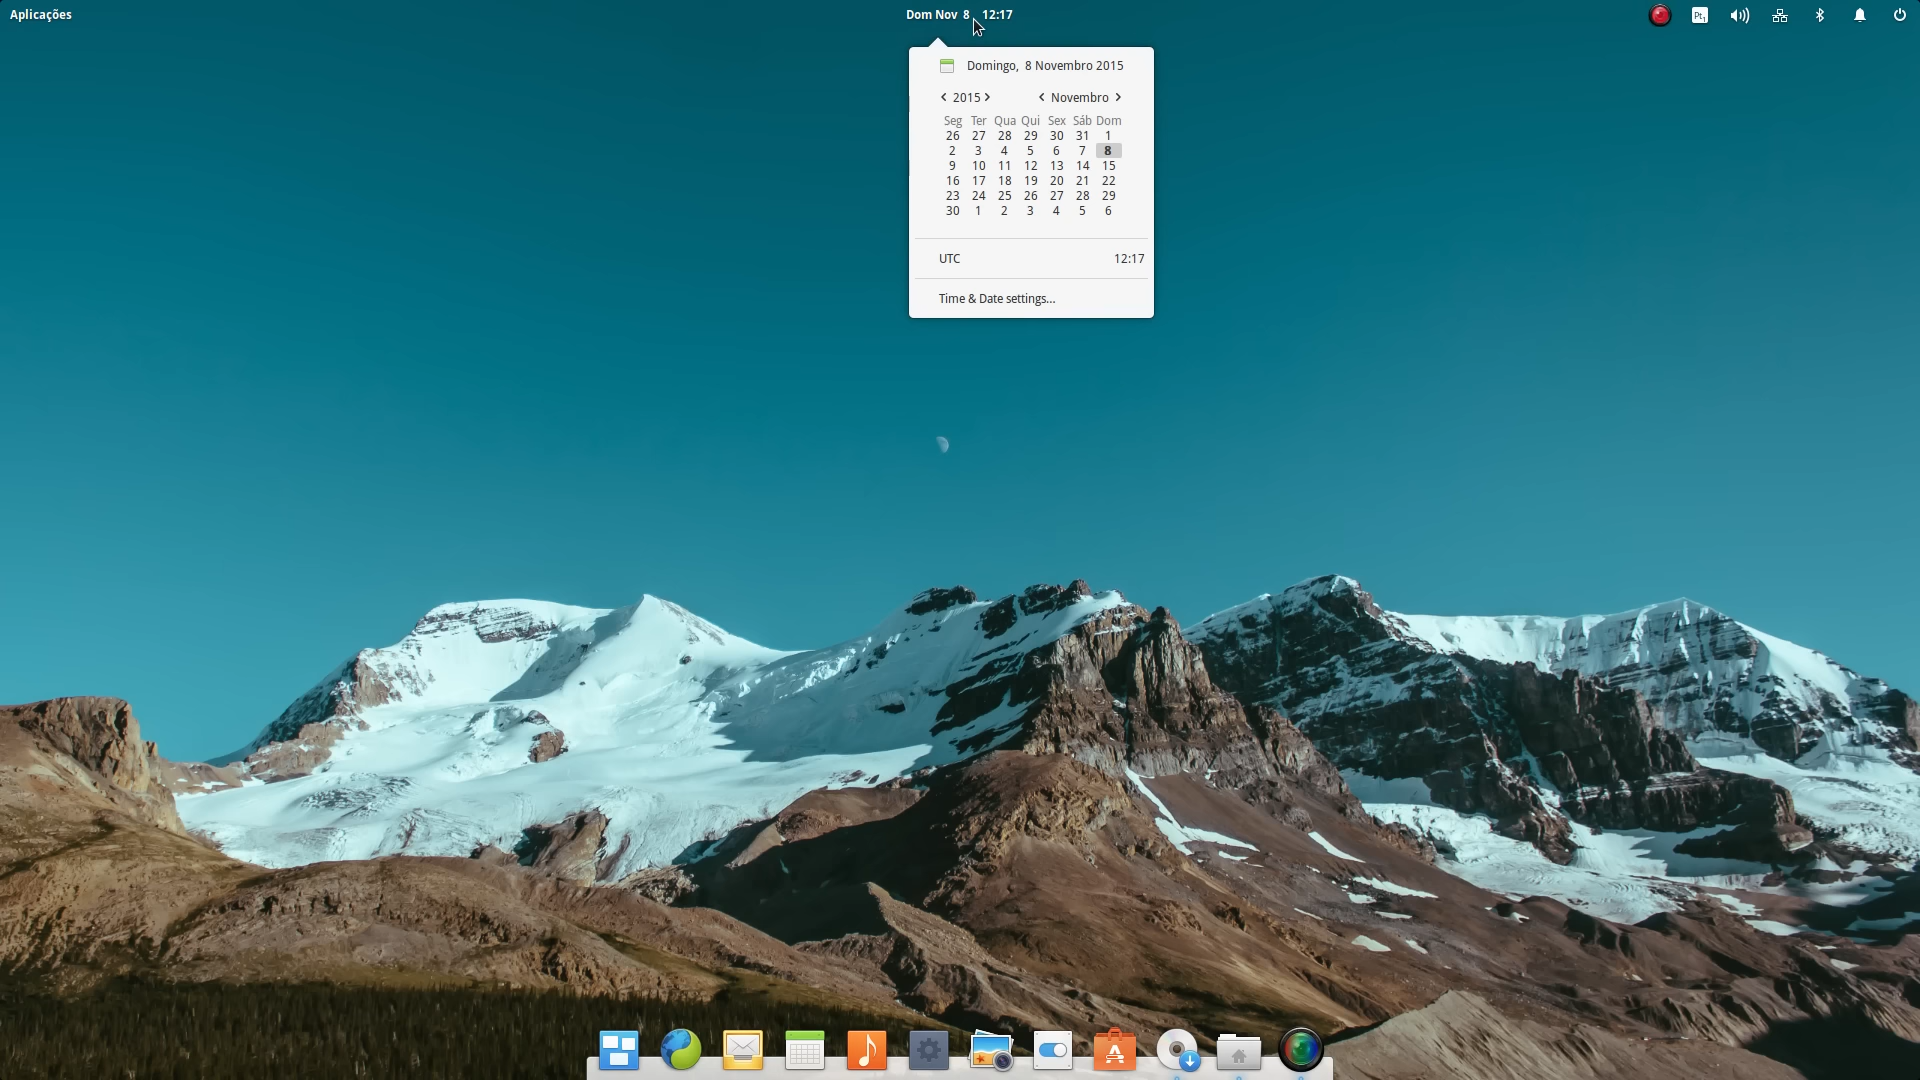 Aplicações
Dom Nov 8 12:17
Pt1
Domingo, 8 Novembro 2015
2015 Novembro
Seg Ter Qua Qui Sex Sáb Dom
26 27 28 29 30 31 1
2 3 4 5 6 7 8
9 10 11 12 13 14 15
16 17 18 19 20 21 22
23 24 25 26 27 28 29
30 1 2 3 4 5 6
UTC 12:17
Time & Date settings...